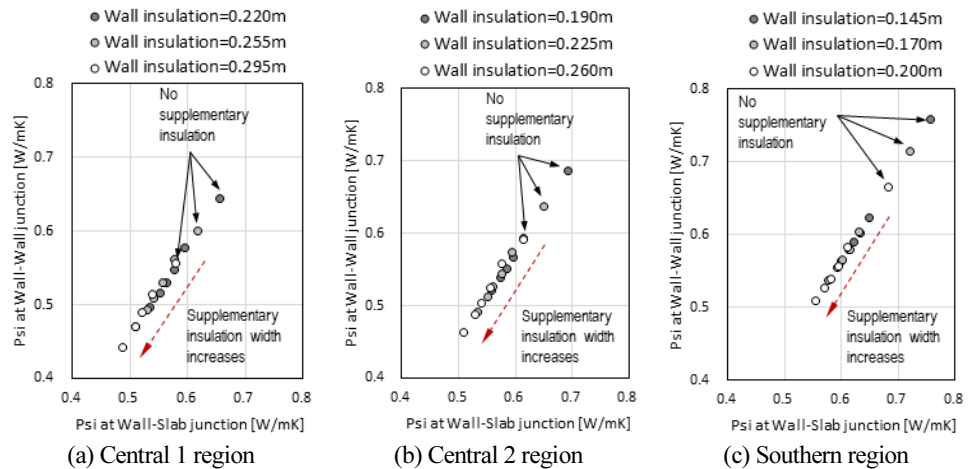 Wall insulation=0.220m
Wall insulation=0.255m
Wall insulation=0.295m
Psi at Wall-Wall junction [W/mK]
0.8
0.7
0.6
0.5
0.4
No
supplementary
insulation
Supplementary
insulation width
increases
0.4 0.5 0.6 0.7 0.8
Psi at Wall-Slab junction [W/mK]
(a) Central 1 region
Wall insulation=0.190m
Wall insulation=0.225m
Wall insulation=0.260m
Psi at Wall-Wall junction [W/mK]
0.8
0.7
0.6
0.5
0.4
No
supplementary
insulation
Supplementary
insulation width
increases
0.4 0.5 0.6 0.7 0.8
Psi at Wall-Slab junction [W/mK]
(b) Central 2 region
Wall insulation=0.145m
Wall insulation=0.170m
Wall insulation=0.200m
Psi at Wall-Wall junction [W/mK]
0.8
0.7
0.6
0.5
0.4
No
supplementary
insulation
Supplementary
insulation width
increases
0.4 0.5 0.6 0.7 0.8
Psi at Wall-Slab junction [W/mK]
(c) Southern region